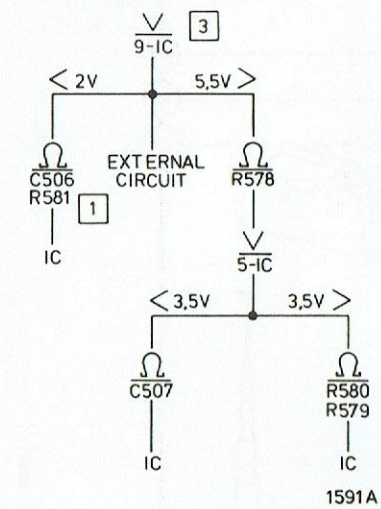 V 3
9-IC
< 2V 5,5V >
Ω EXTERNAL Ω
C506 CIRCUIT R578
R581 1
IC
V
5-IC
< 3,5V 3,5V >
Ω Ω
C507 R580
R579
IC IC
1591A